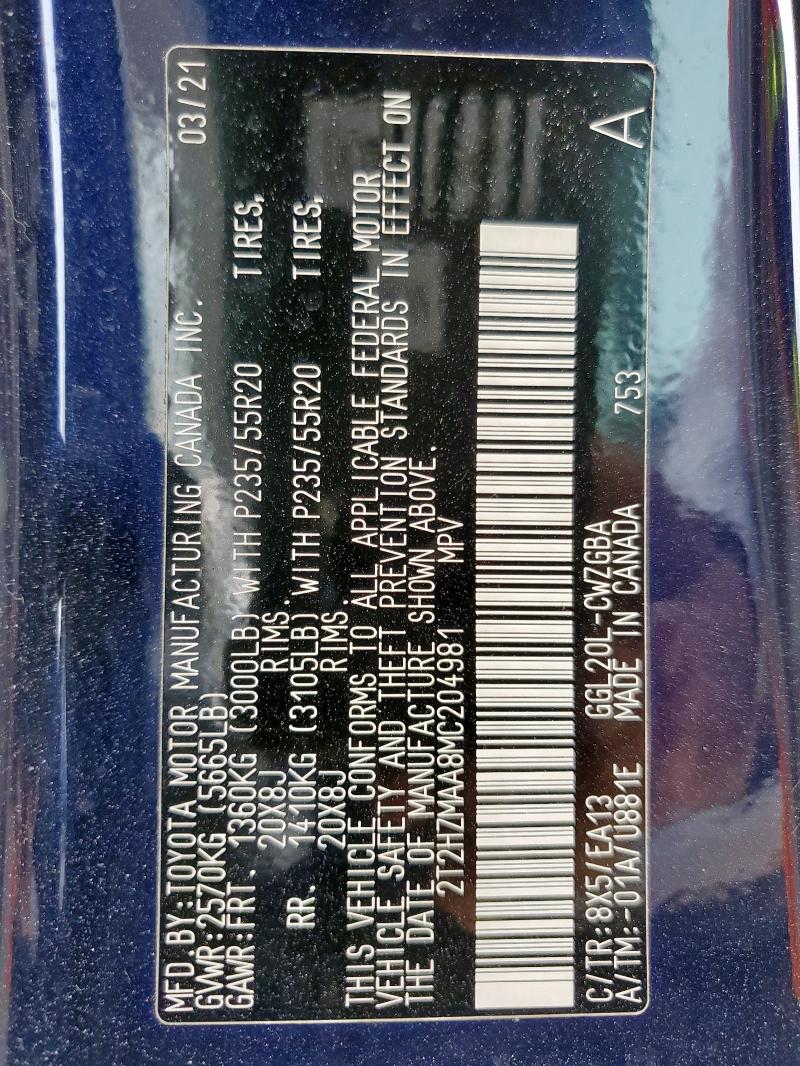 MFD.BY:TOYOTA MOTOR MANUFACTURING CANADA INC. 03/21
GVWR:2570KG (5665LB)
GAWR:FRT. 1360KG (3000LB) WITH P235/55R20 TIRES,
20X8J RIMS.
RR. 1410KG (3105LB) WITH P235/55R20 TIRES,
20X8J RIMS.
THIS VEHICLE CONFORMS TO ALL APPLICABLE FEDERAL MOTOR
VEHICLE SAFETY AND THEFT PREVENTION STANDARDS IN EFFECT ON
THE DATE OF MANUFACTURE SHOWN ABOVE.
2T2HZMAA8MC204981 MPV
C/TR:8X5/EA13 GGL20L-CWZGBA A
A/TM:-01A/U881E MADE IN CANADA 753